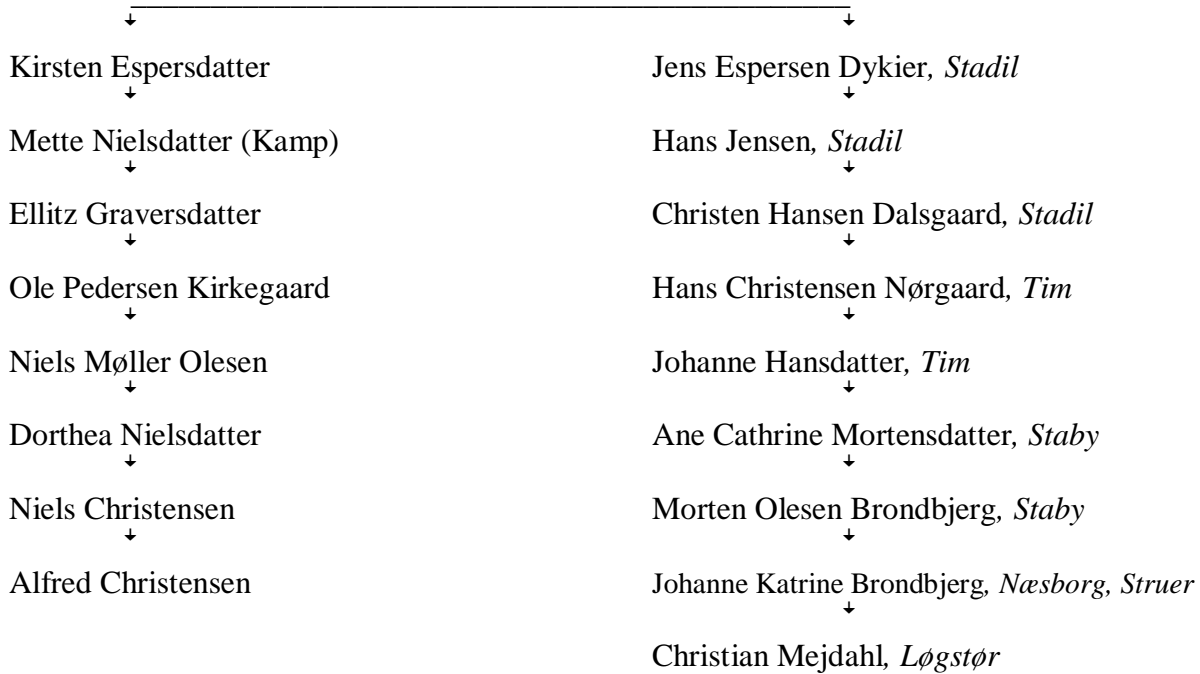 Kirsten Espersdatter
Jens Espersen Dykier, Stadil
Mette Nielsdatter (Kamp)
Hans Jensen, Stadil
Ellitz Graversdatter
Christen Hansen Dalsgaard, Stadil
Ole Pedersen Kirkegaard
Hans Christensen Nørgaard, Tim
Niels Møller Olesen
Johanne Hansdatter, Tim
Dorthea Nielsdatter
Ane Cathrine Mortensdatter, Staby
Niels Christensen
Morten Olesen Brondbjerg, Staby
Alfred Christensen
Johanne Katrine Brondbjerg, Næsborg, Struer
Christian Mejdahl, Løgstør